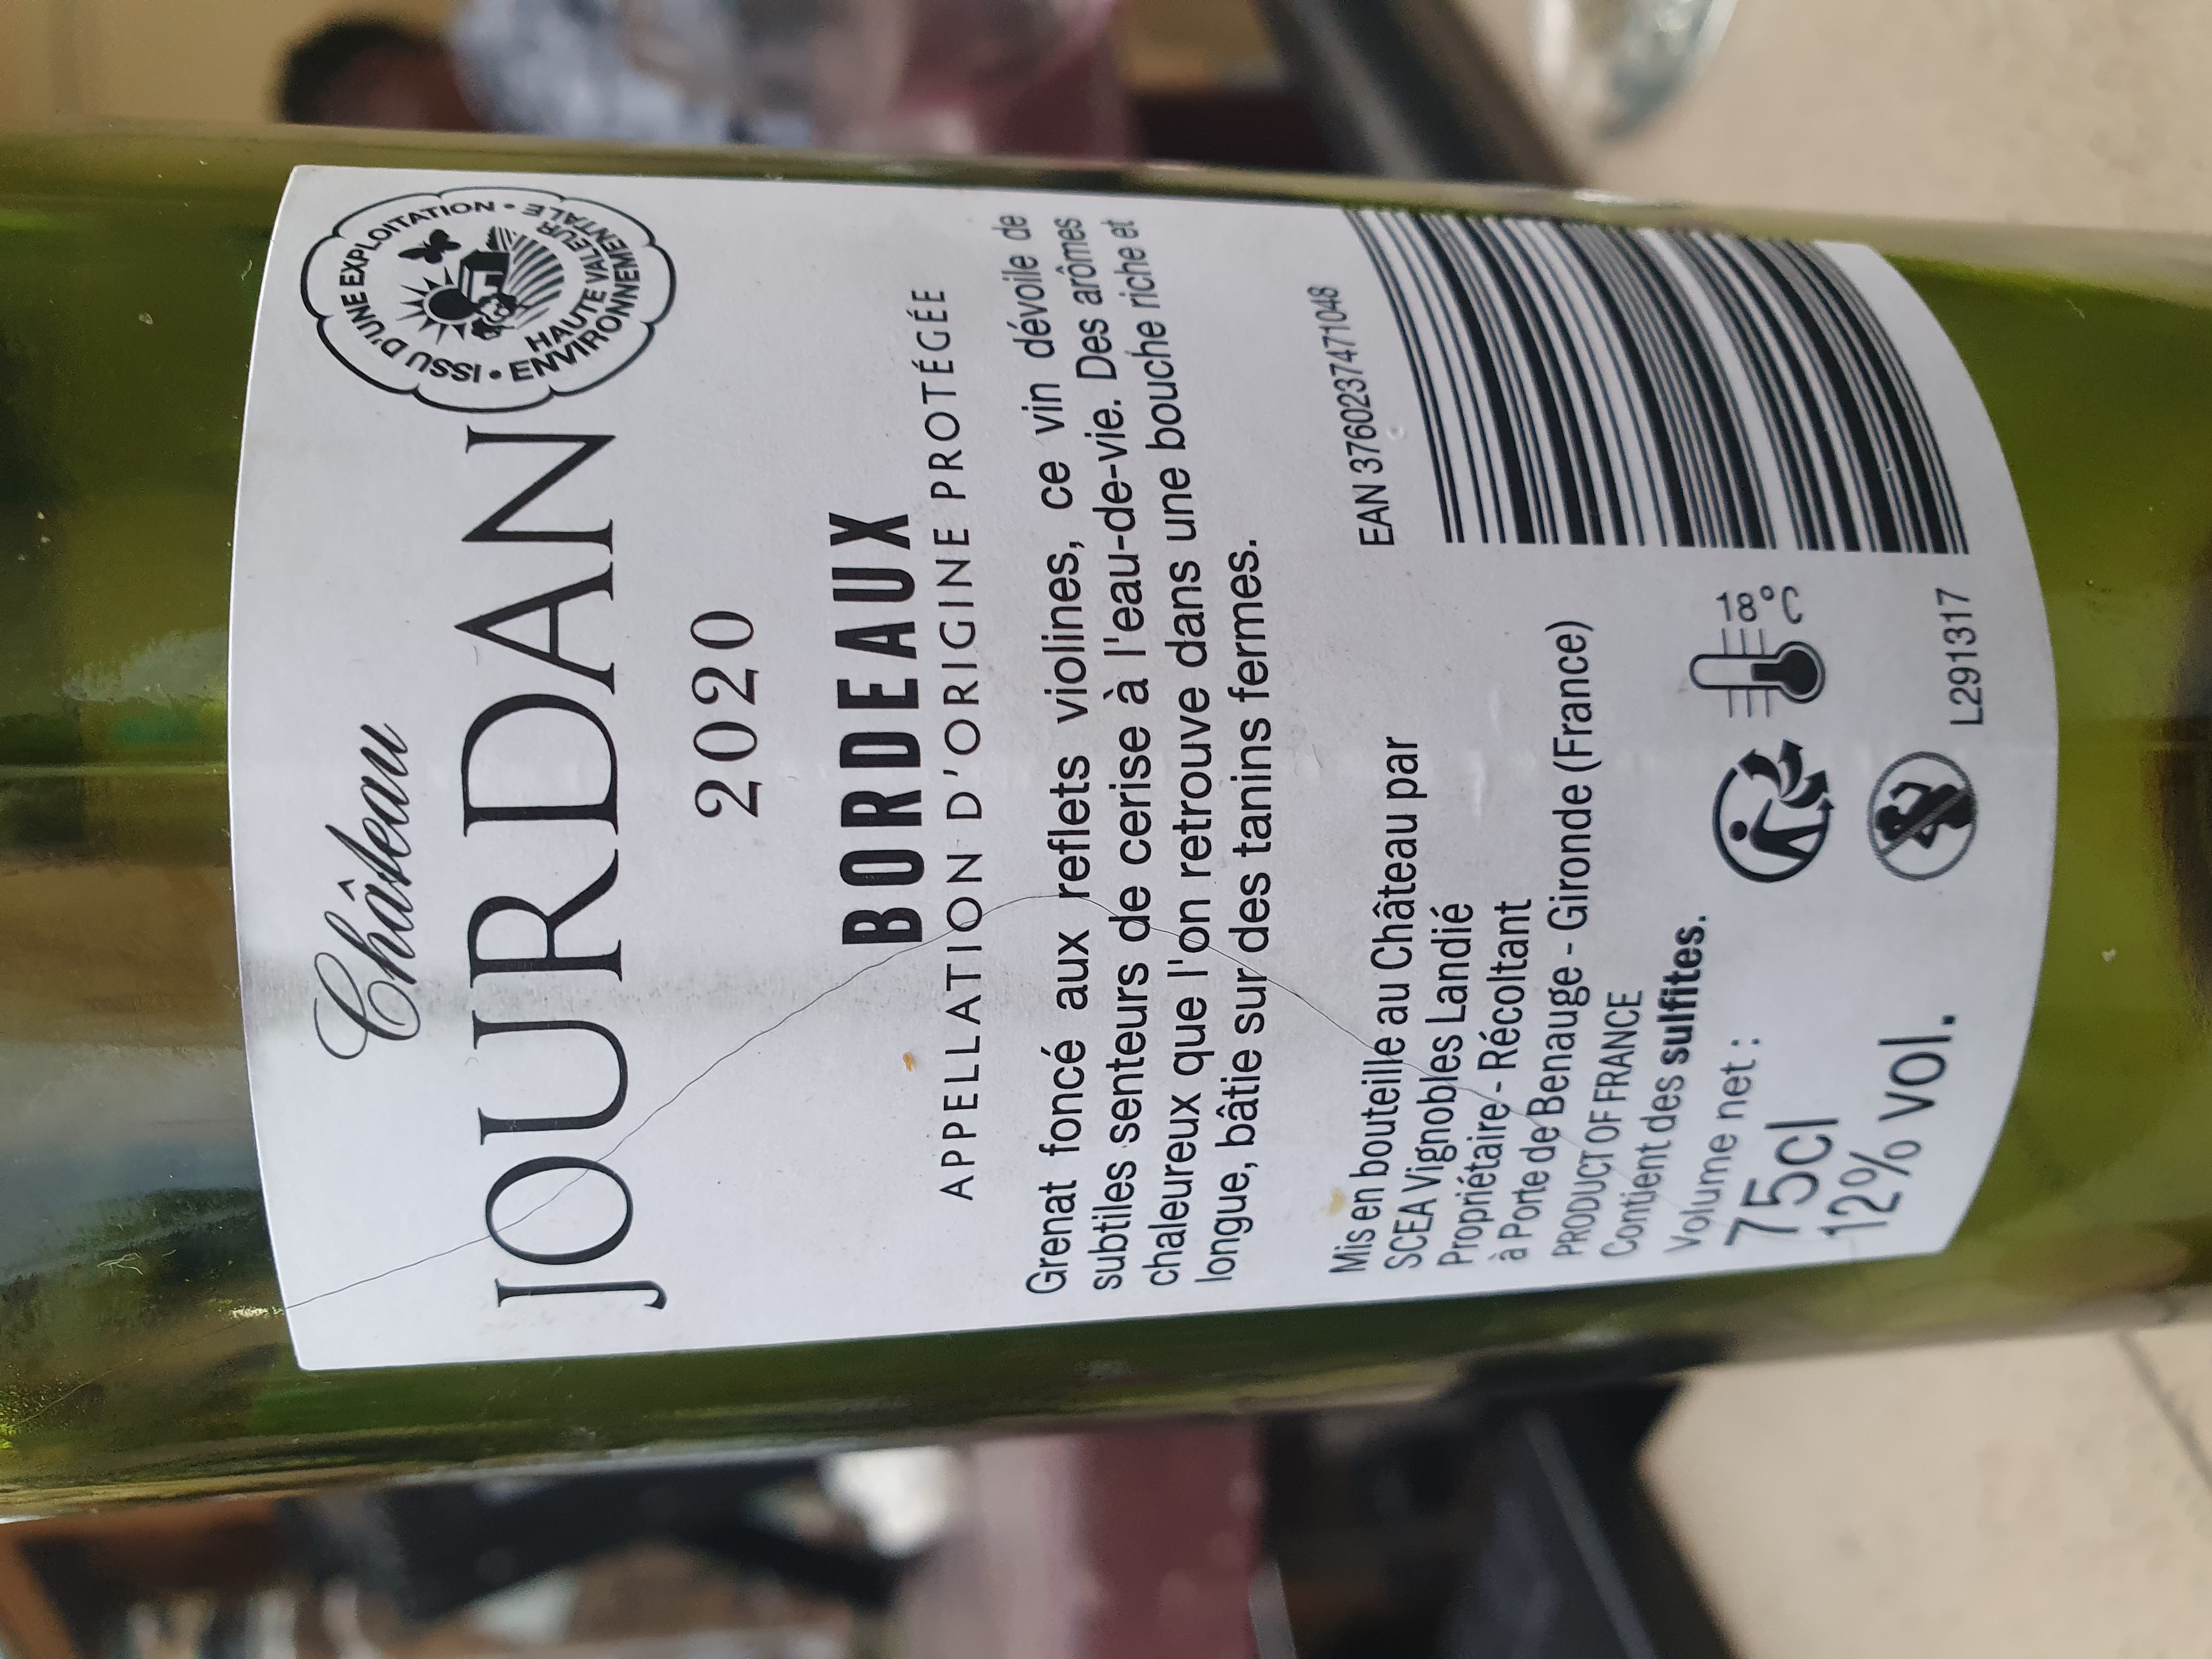 Château
JOURDAN
ISSU D'UNE EXPLOITATION • HAUTE VALEUR ENVIRONNEMENTALE •
2020
BORDEAUX
APPELLATION D'ORIGINE PROTÉGÉE
Grenat foncé aux reflets violines, ce vin dévoile de
subtiles senteurs de cerise à l'eau-de-vie. Des arômes
chaleureux que l'on retrouve dans une bouche riche et
longue, bâtie sur des tanins fermes.
Mis en bouteille au Château par
SCEA Vignobles Landié
Propriétaire - Récoltant
à Porte de Benauge - Gironde (France)
PRODUCT OF FRANCE
Contient des sulfites.
Volume net :
75cl
12% vol.
EAN 3760237471048
18°C
L291317